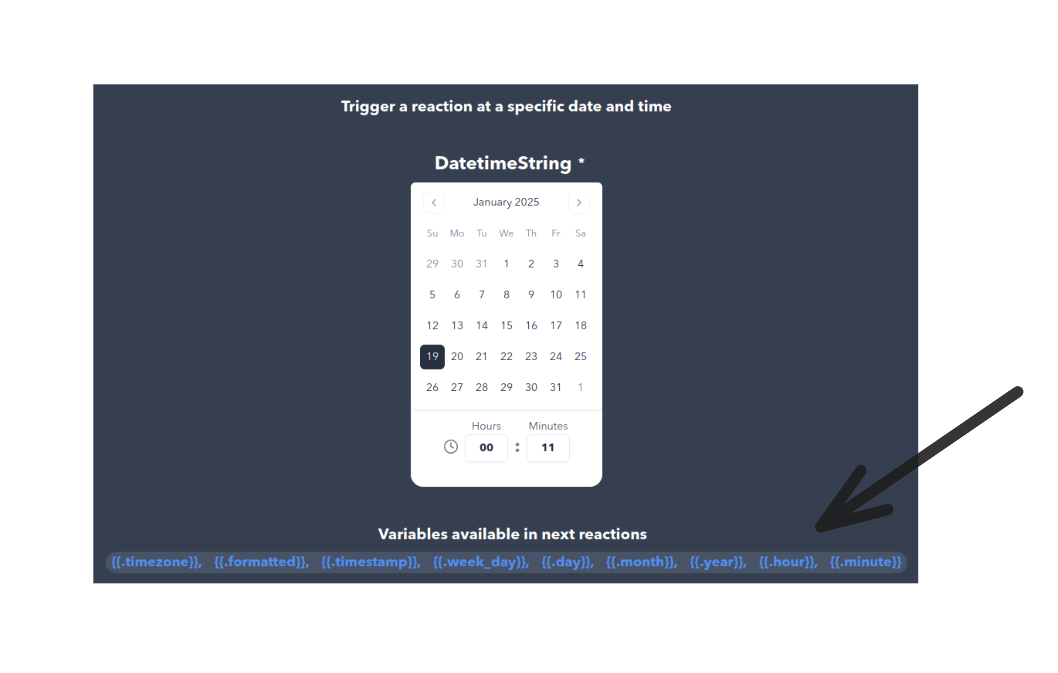 Trigger a reaction at a specific date and time
DatetimeString *
January 2025
Su Mo Tu We Th Fr Sa
29 30 31 1 2 3 4
5 6 7 8 9 10 11
12 13 14 15 16 17 18
19 20 21 22 23 24 25
26 27 28 29 30 31 1
Hours Minutes
00 : 11
Variables available in next reactions
{{.timezone}}, {{.formatted}}, {{.timestamp}}, {{.week_day}}, {{.day}}, {{.month}}, {{.year}}, {{.hour}}, {{.minute}}